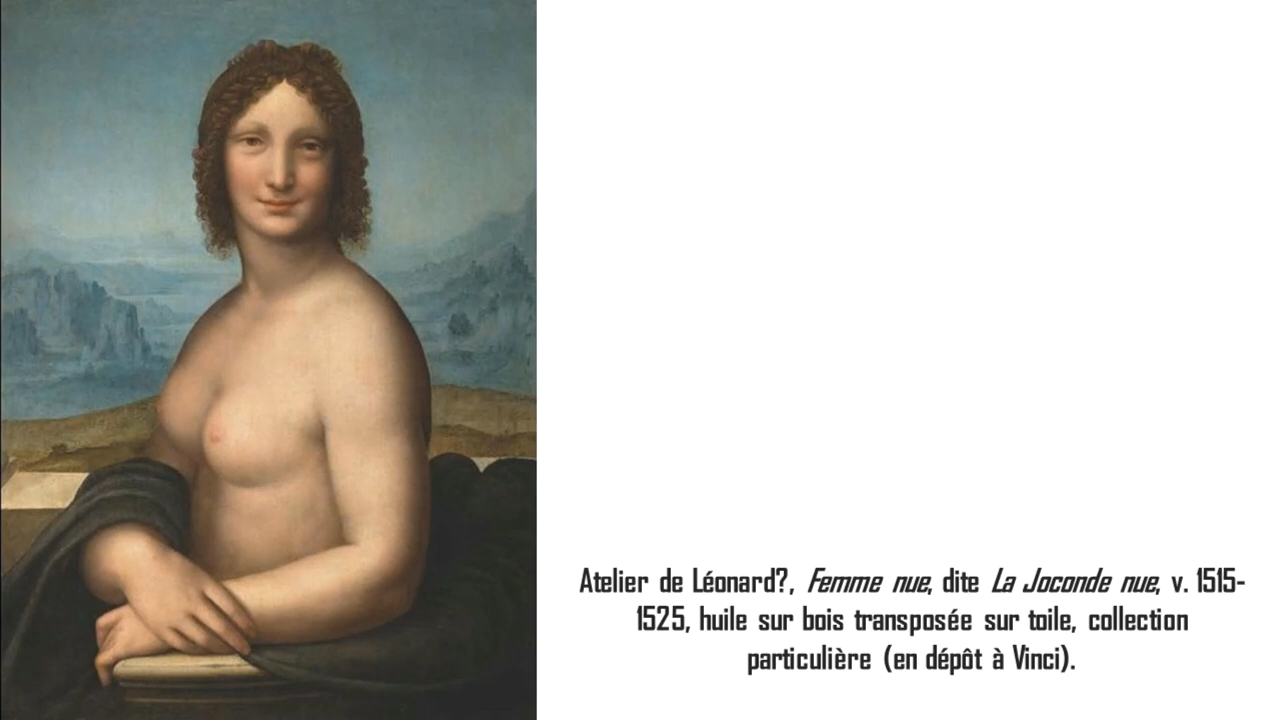 Atelier de Léonard?, Femme nue, dite La Joconde nue, v. 1515-
1525, huile sur bois transposée sur toile, collection
particulière (en dépôt à Vinci).